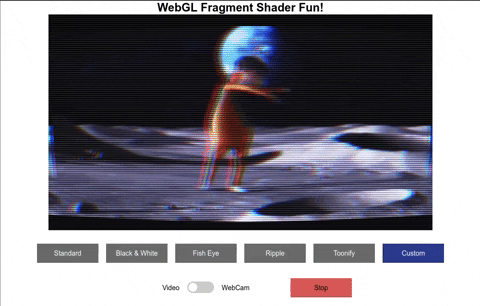 WebGL Fragment Shader Fun!
Standard Black & White Fish Eye Ripple Toonify Custom
Video WebCam Stop